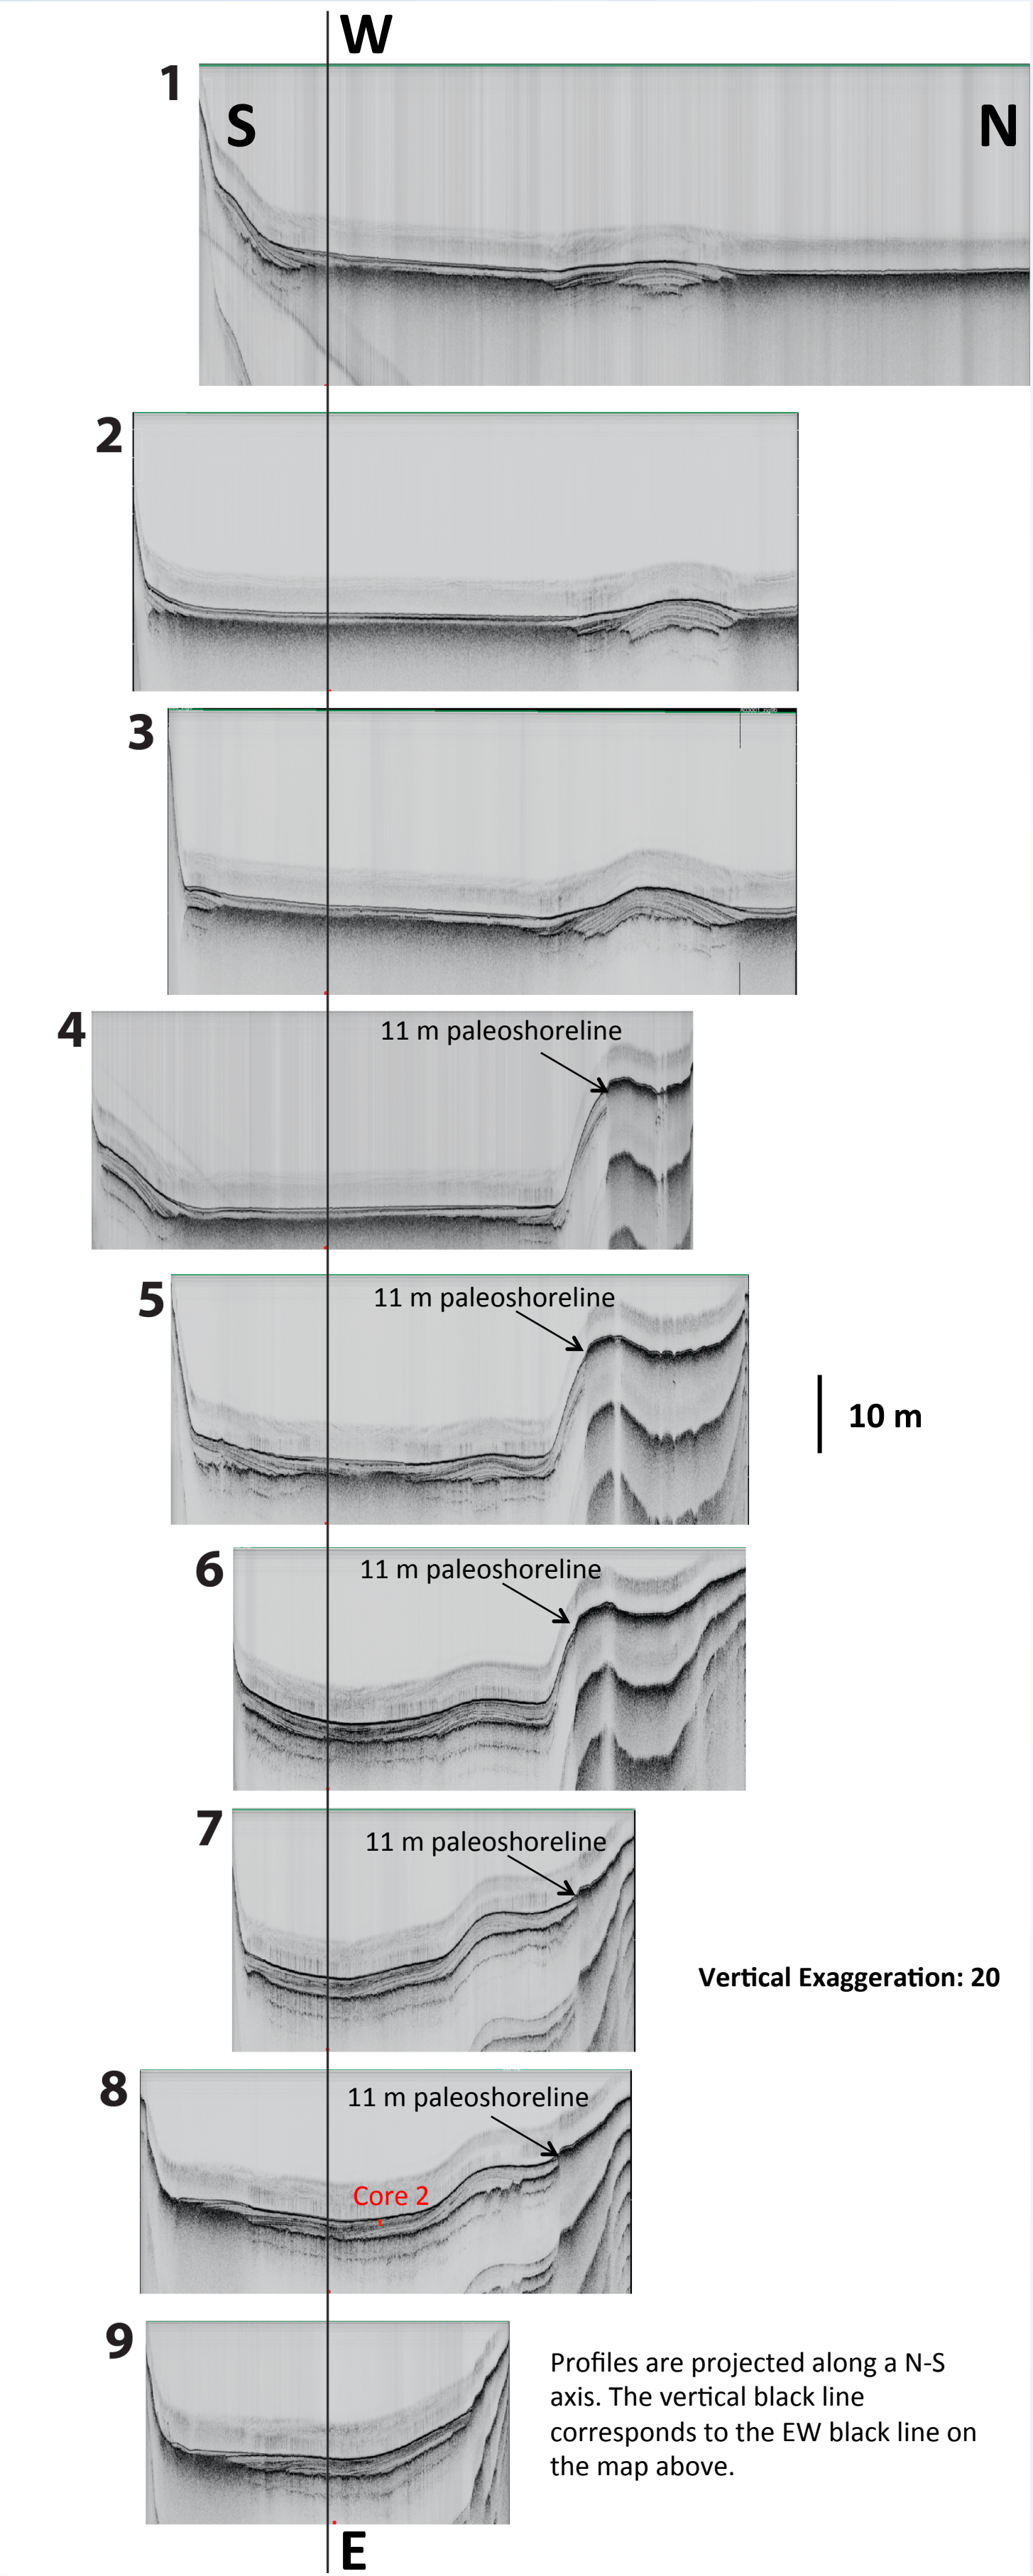 W
1
S
N
2
3
4
11 m paleoshoreline
5
11 m paleoshoreline
10 m
6
11 m paleoshoreline
7
11 m paleoshoreline
Vertical Exaggeration: 20
8
11 m paleoshoreline
Core 2
9
Profiles are projected along a N-S
axis. The vertical black line
corresponds to the EW black line on
the map above.
E